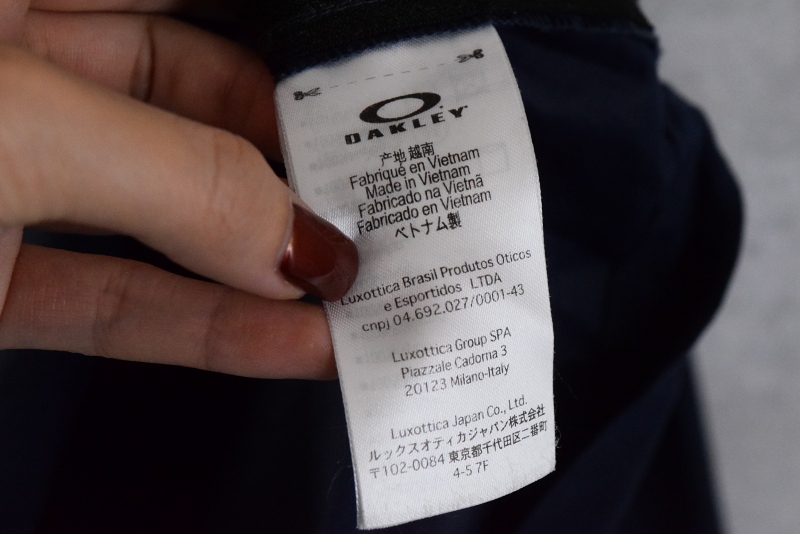 OAKLEY
产地 越南
Fabriqué en Vietnam
Made in Vietnam
Fabricado na Vietnã
Fabricado en Vietnam
ベトナム製
Luxottica Brasil Produtos Oticos
e Esportidos LTDA
cnpj 04.692.027/0001-43
Luxottica Group SPA
Piazzale Cadorna 3
20123 Milano-Italy
Luxottica Japan Co., Ltd.
ルックスオティカジャパン株式会社
〒102-0084 東京都千代田区二番町
4-5 7F